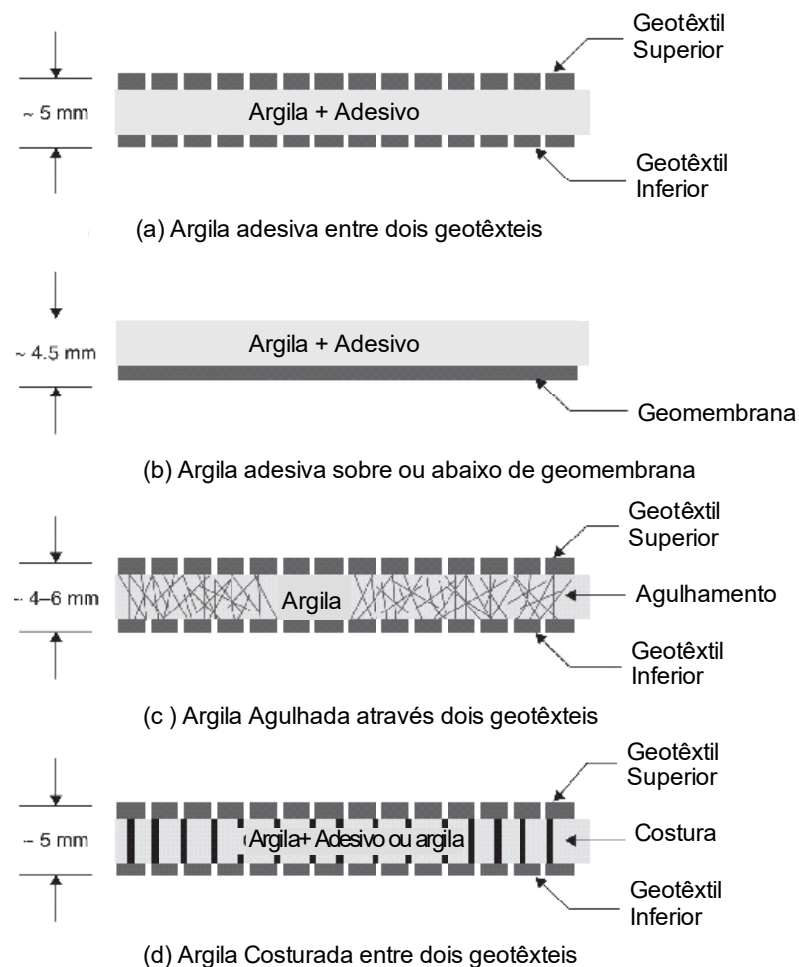 Geotêxtil
Superior
~ 5 mm
Argila + Adesivo
Geotêxtil
Inferior
(a) Argila adesiva entre dois geotêxteis
~ 4.5 mm
Argila + Adesivo
Geomembrana
(b) Argila adesiva sobre ou abaixo de geomembrana
Geotêxtil
Superior
~ 4–6 mm
Argila
Agulhamento
Geotêxtil
Inferior
(c ) Argila Agulhada através dois geotêxteis
Geotêxtil
Superior
~ 5 mm
Argila+ Adesivo ou argila
Costura
Geotêxtil
Inferior
(d) Argila Costurada entre dois geotêxteis